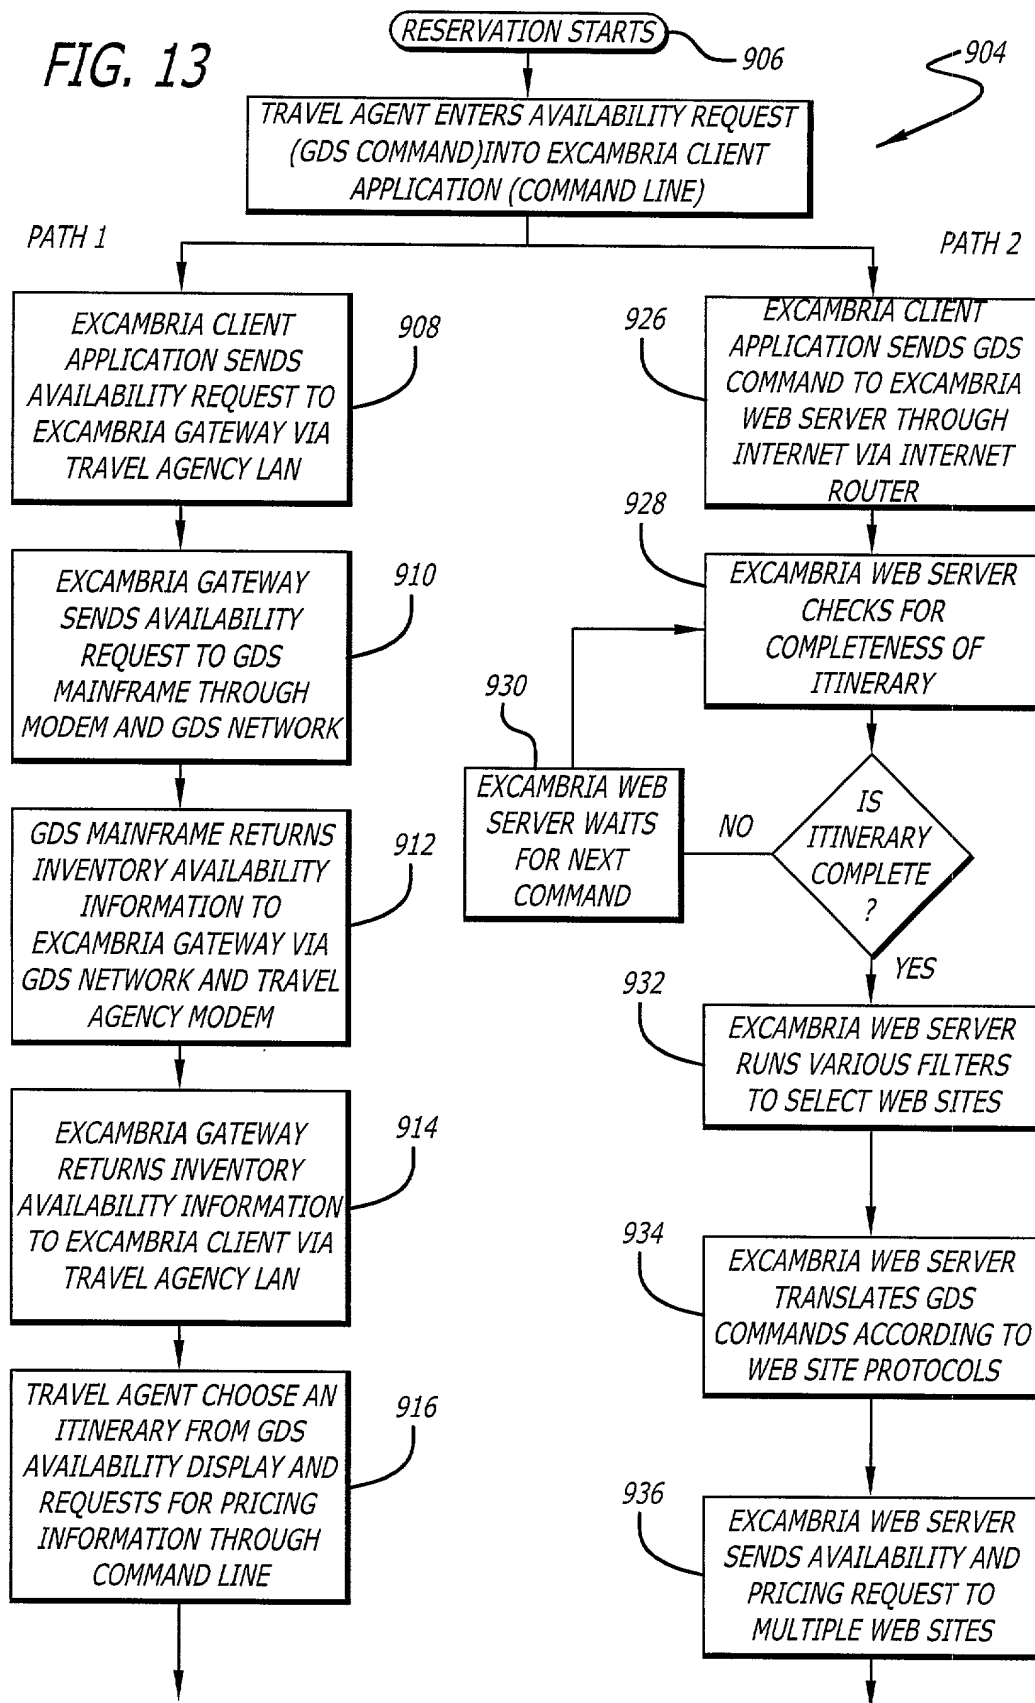 FIG. 13
RESERVATION STARTS
906
904
TRAVEL AGENT ENTERS AVAILABILITY REQUEST
(GDS COMMAND)INTO EXCAMBRIA CLIENT
APPLICATION (COMMAND LINE)
PATH 1
PATH 2
EXCAMBRIA CLIENT
APPLICATION SENDS
AVAILABILITY REQUEST TO
EXCAMBRIA GATEWAY VIA
TRAVEL AGENCY LAN
908
EXCAMBRIA GATEWAY
SENDS AVAILABILITY
REQUEST TO GDS
MAINFRAME THROUGH
MODEM AND GDS NETWORK
910
GDS MAINFRAME RETURNS
INVENTORY AVAILABILITY
INFORMATION TO
EXCAMBRIA GATEWAY VIA
GDS NETWORK AND TRAVEL
AGENCY MODEM
912
EXCAMBRIA GATEWAY
RETURNS INVENTORY
AVAILABILITY INFORMATION
TO EXCAMBRIA CLIENT VIA
TRAVEL AGENCY LAN
914
TRAVEL AGENT CHOOSE AN
ITINERARY FROM GDS
AVAILABILITY DISPLAY AND
REQUESTS FOR PRICING
INFORMATION THROUGH
COMMAND LINE
916
926
EXCAMBRIA CLIENT
APPLICATION SENDS GDS
COMMAND TO EXCAMBRIA
WEB SERVER THROUGH
INTERNET VIA INTERNET
ROUTER
928
EXCAMBRIA WEB SERVER
CHECKS FOR
COMPLETENESS OF
ITINERARY
930
EXCAMBRIA WEB
SERVER WAITS
FOR NEXT
COMMAND
NO
IS
ITINERARY
COMPLETE
?
YES
932
EXCAMBRIA WEB SERVER
RUNS VARIOUS FILTERS
TO SELECT WEB SITES
934
EXCAMBRIA WEB SERVER
TRANSLATES GDS
COMMANDS ACCORDING TO
WEB SITE PROTOCOLS
936
EXCAMBRIA WEB SERVER
SENDS AVAILABILITY AND
PRICING REQUEST TO
MULTIPLE WEB SITES